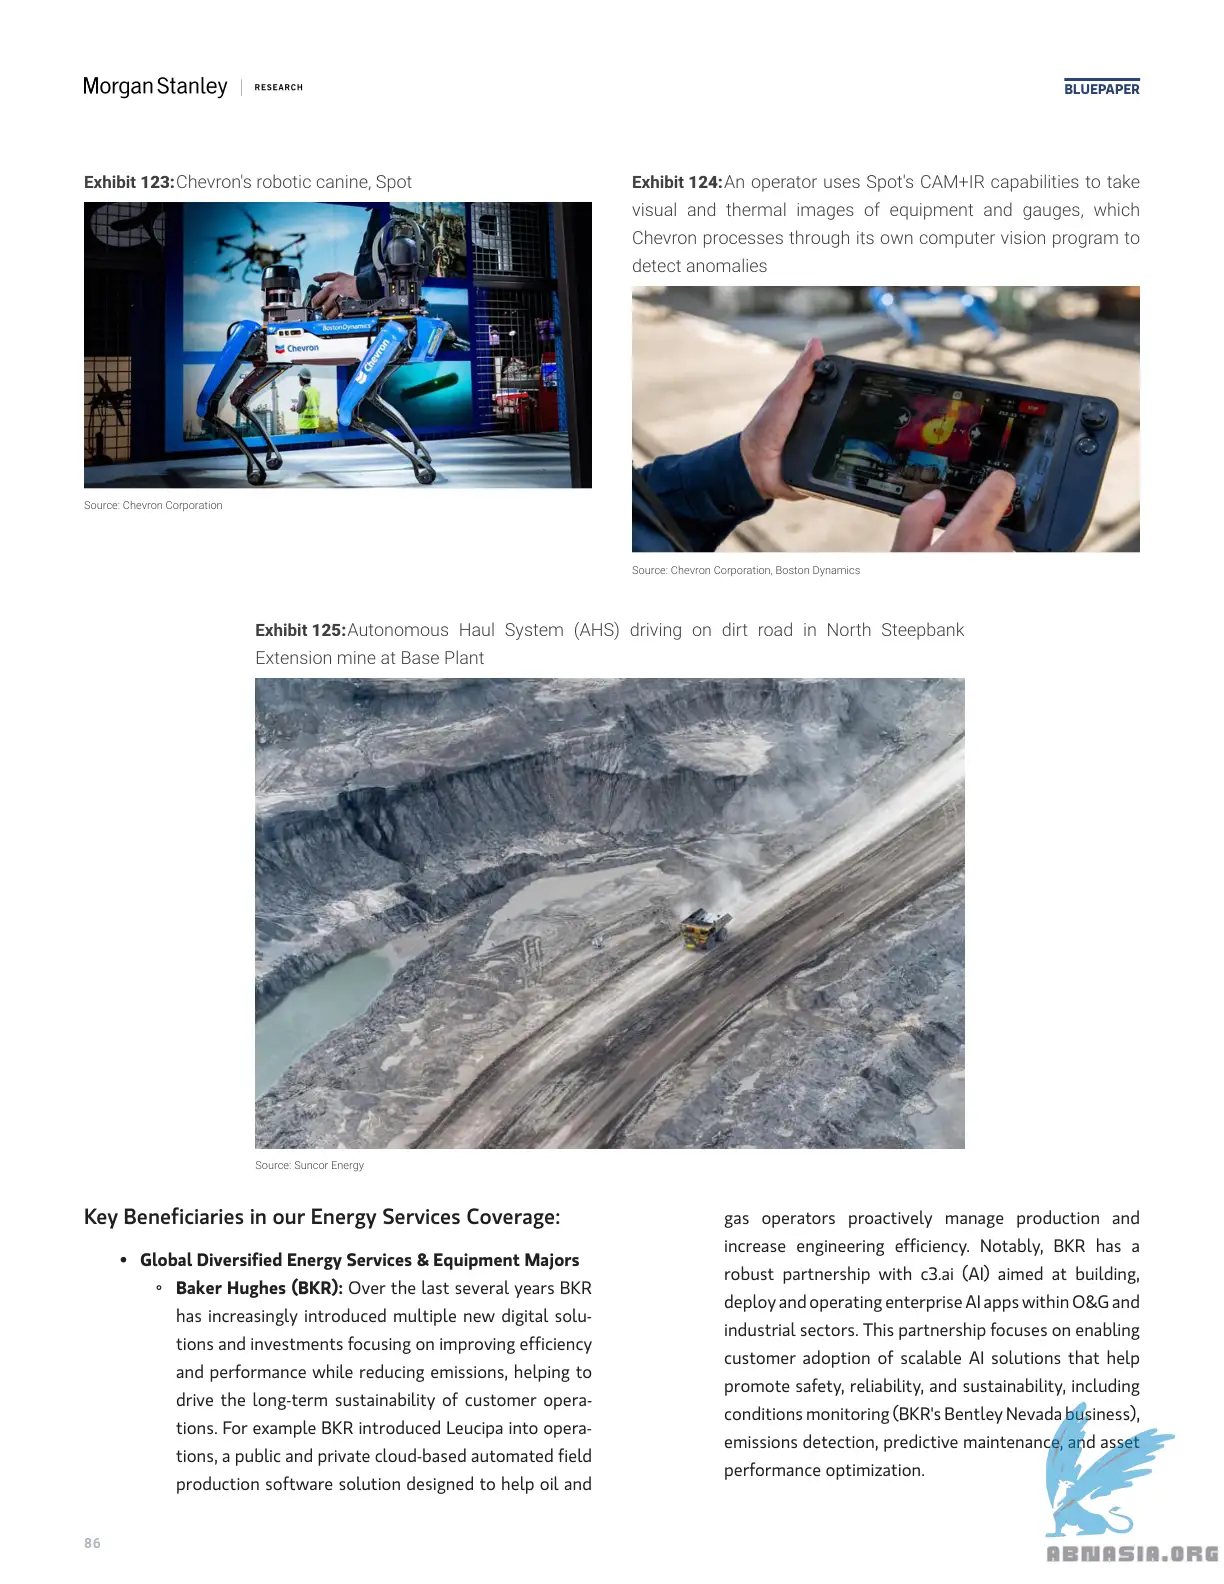 Morgan Stanley | RESEARCH
BLUEPAPER
Exhibit 123: Chevron's robotic canine, Spot
BostonDynamics
Chevron
Chevron
Source: Chevron Corporation
Exhibit 124: An operator uses Spot's CAM+IR capabilities to take
visual and thermal images of equipment and gauges, which
Chevron processes through its own computer vision program to
detect anomalies
Source: Chevron Corporation, Boston Dynamics
Exhibit 125: Autonomous Haul System (AHS) driving on dirt road in North Steepbank
Extension mine at Base Plant
Source: Suncor Energy
Key Beneficiaries in our Energy Services Coverage:
• Global Diversified Energy Services & Equipment Majors
◦ Baker Hughes (BKR): Over the last several years BKR
has increasingly introduced multiple new digital solu-
tions and investments focusing on improving efficiency
and performance while reducing emissions, helping to
drive the long-term sustainability of customer opera-
tions. For example BKR introduced Leucipa into opera-
tions, a public and private cloud-based automated field
production software solution designed to help oil and
gas operators proactively manage production and
increase engineering efficiency. Notably, BKR has a
robust partnership with c3.ai (AI) aimed at building,
deploy and operating enterprise AI apps within O&G and
industrial sectors. This partnership focuses on enabling
customer adoption of scalable AI solutions that help
promote safety, reliability, and sustainability, including
conditions monitoring (BKR's Bentley Nevada business),
emissions detection, predictive maintenance, and asset
performance optimization.
86
ABNASIA.ORG